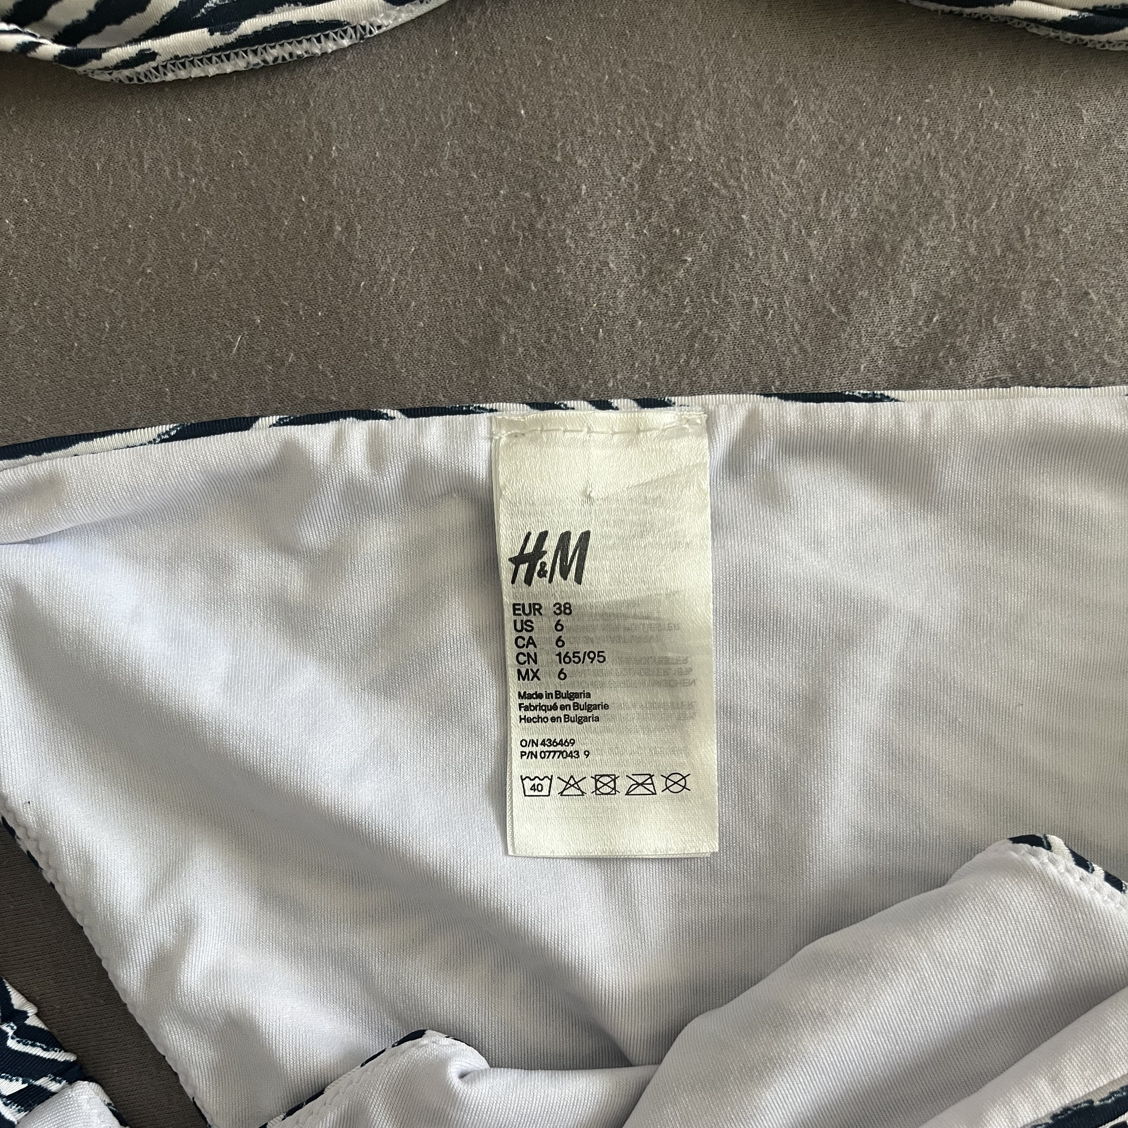 H&M
EUR 38
US 6
CA 6
CN 165/95
MX 6
Made in Bulgaria
Fabriqué en Bulgarie
Hecho en Bulgaria
O/N 436469
P/N 0777043 9
40